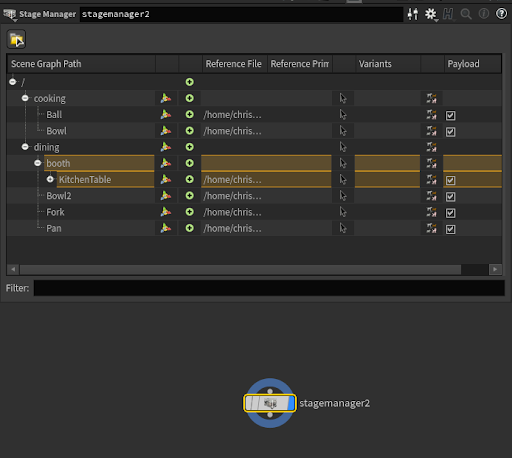 Stage Manager stagemanager2
Scene Graph Path Reference File Reference Prim Variants Payload
/
cooking
Ball /home/chris...
Bowl /home/chris...
dining
booth
KitchenTable /home/chris...
Bowl2 /home/chris...
Fork /home/chris...
Pan /home/chris...
Filter:
stagemanager2